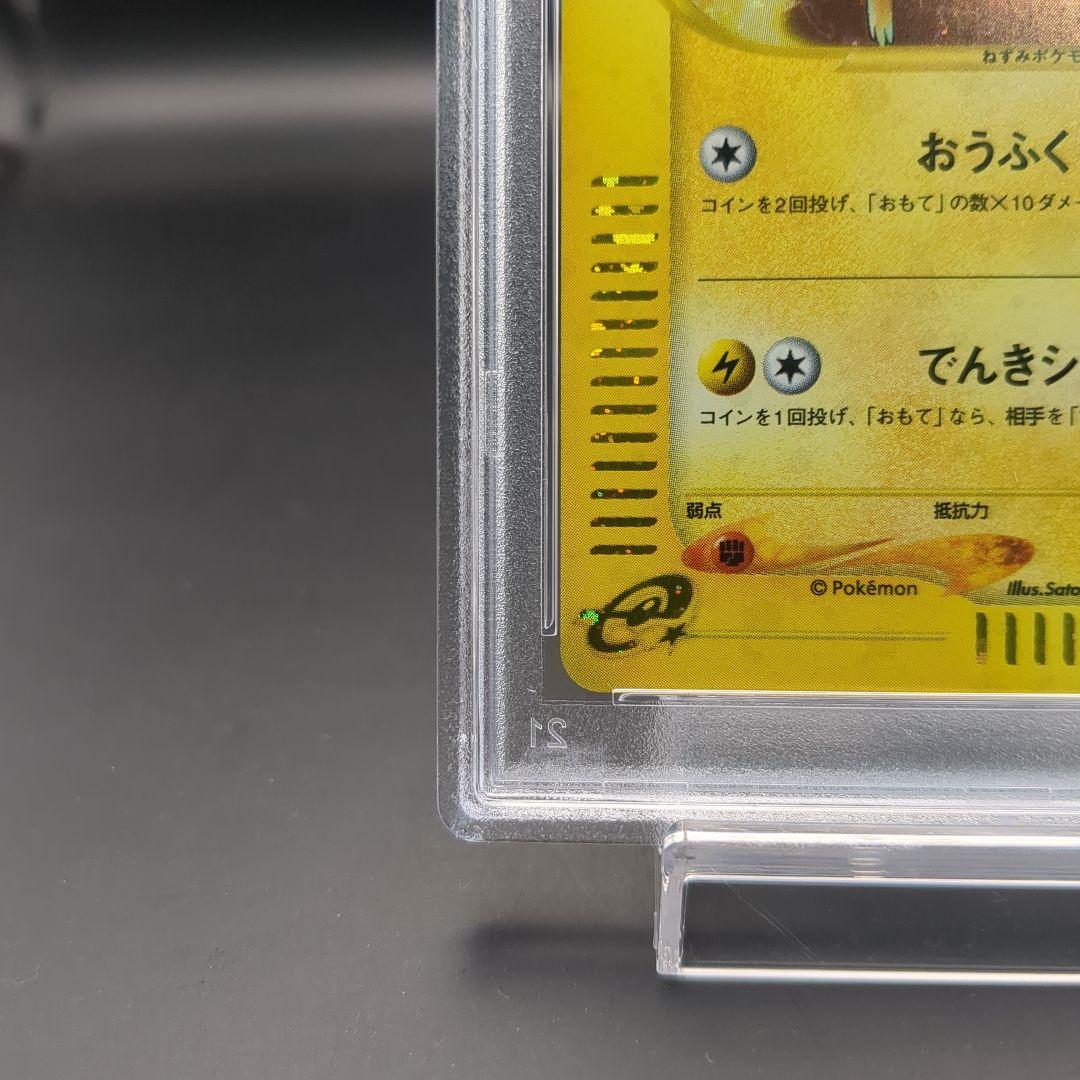 ねずみポケモ
おうふく
コインを2回投げ、「おもて」の数×10ダメー
でんきシ
コインを1回投げ、「おもて」なら、相手を「
弱点 抵抗力
© Pokémon Illus.Sato
21